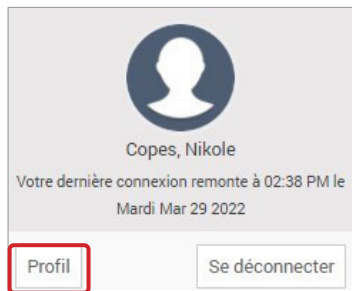 Copes, Nikole
Votre dernière connexion remonte à 02:38 PM le
Mardi Mar 29 2022
Profil
Se déconnecter